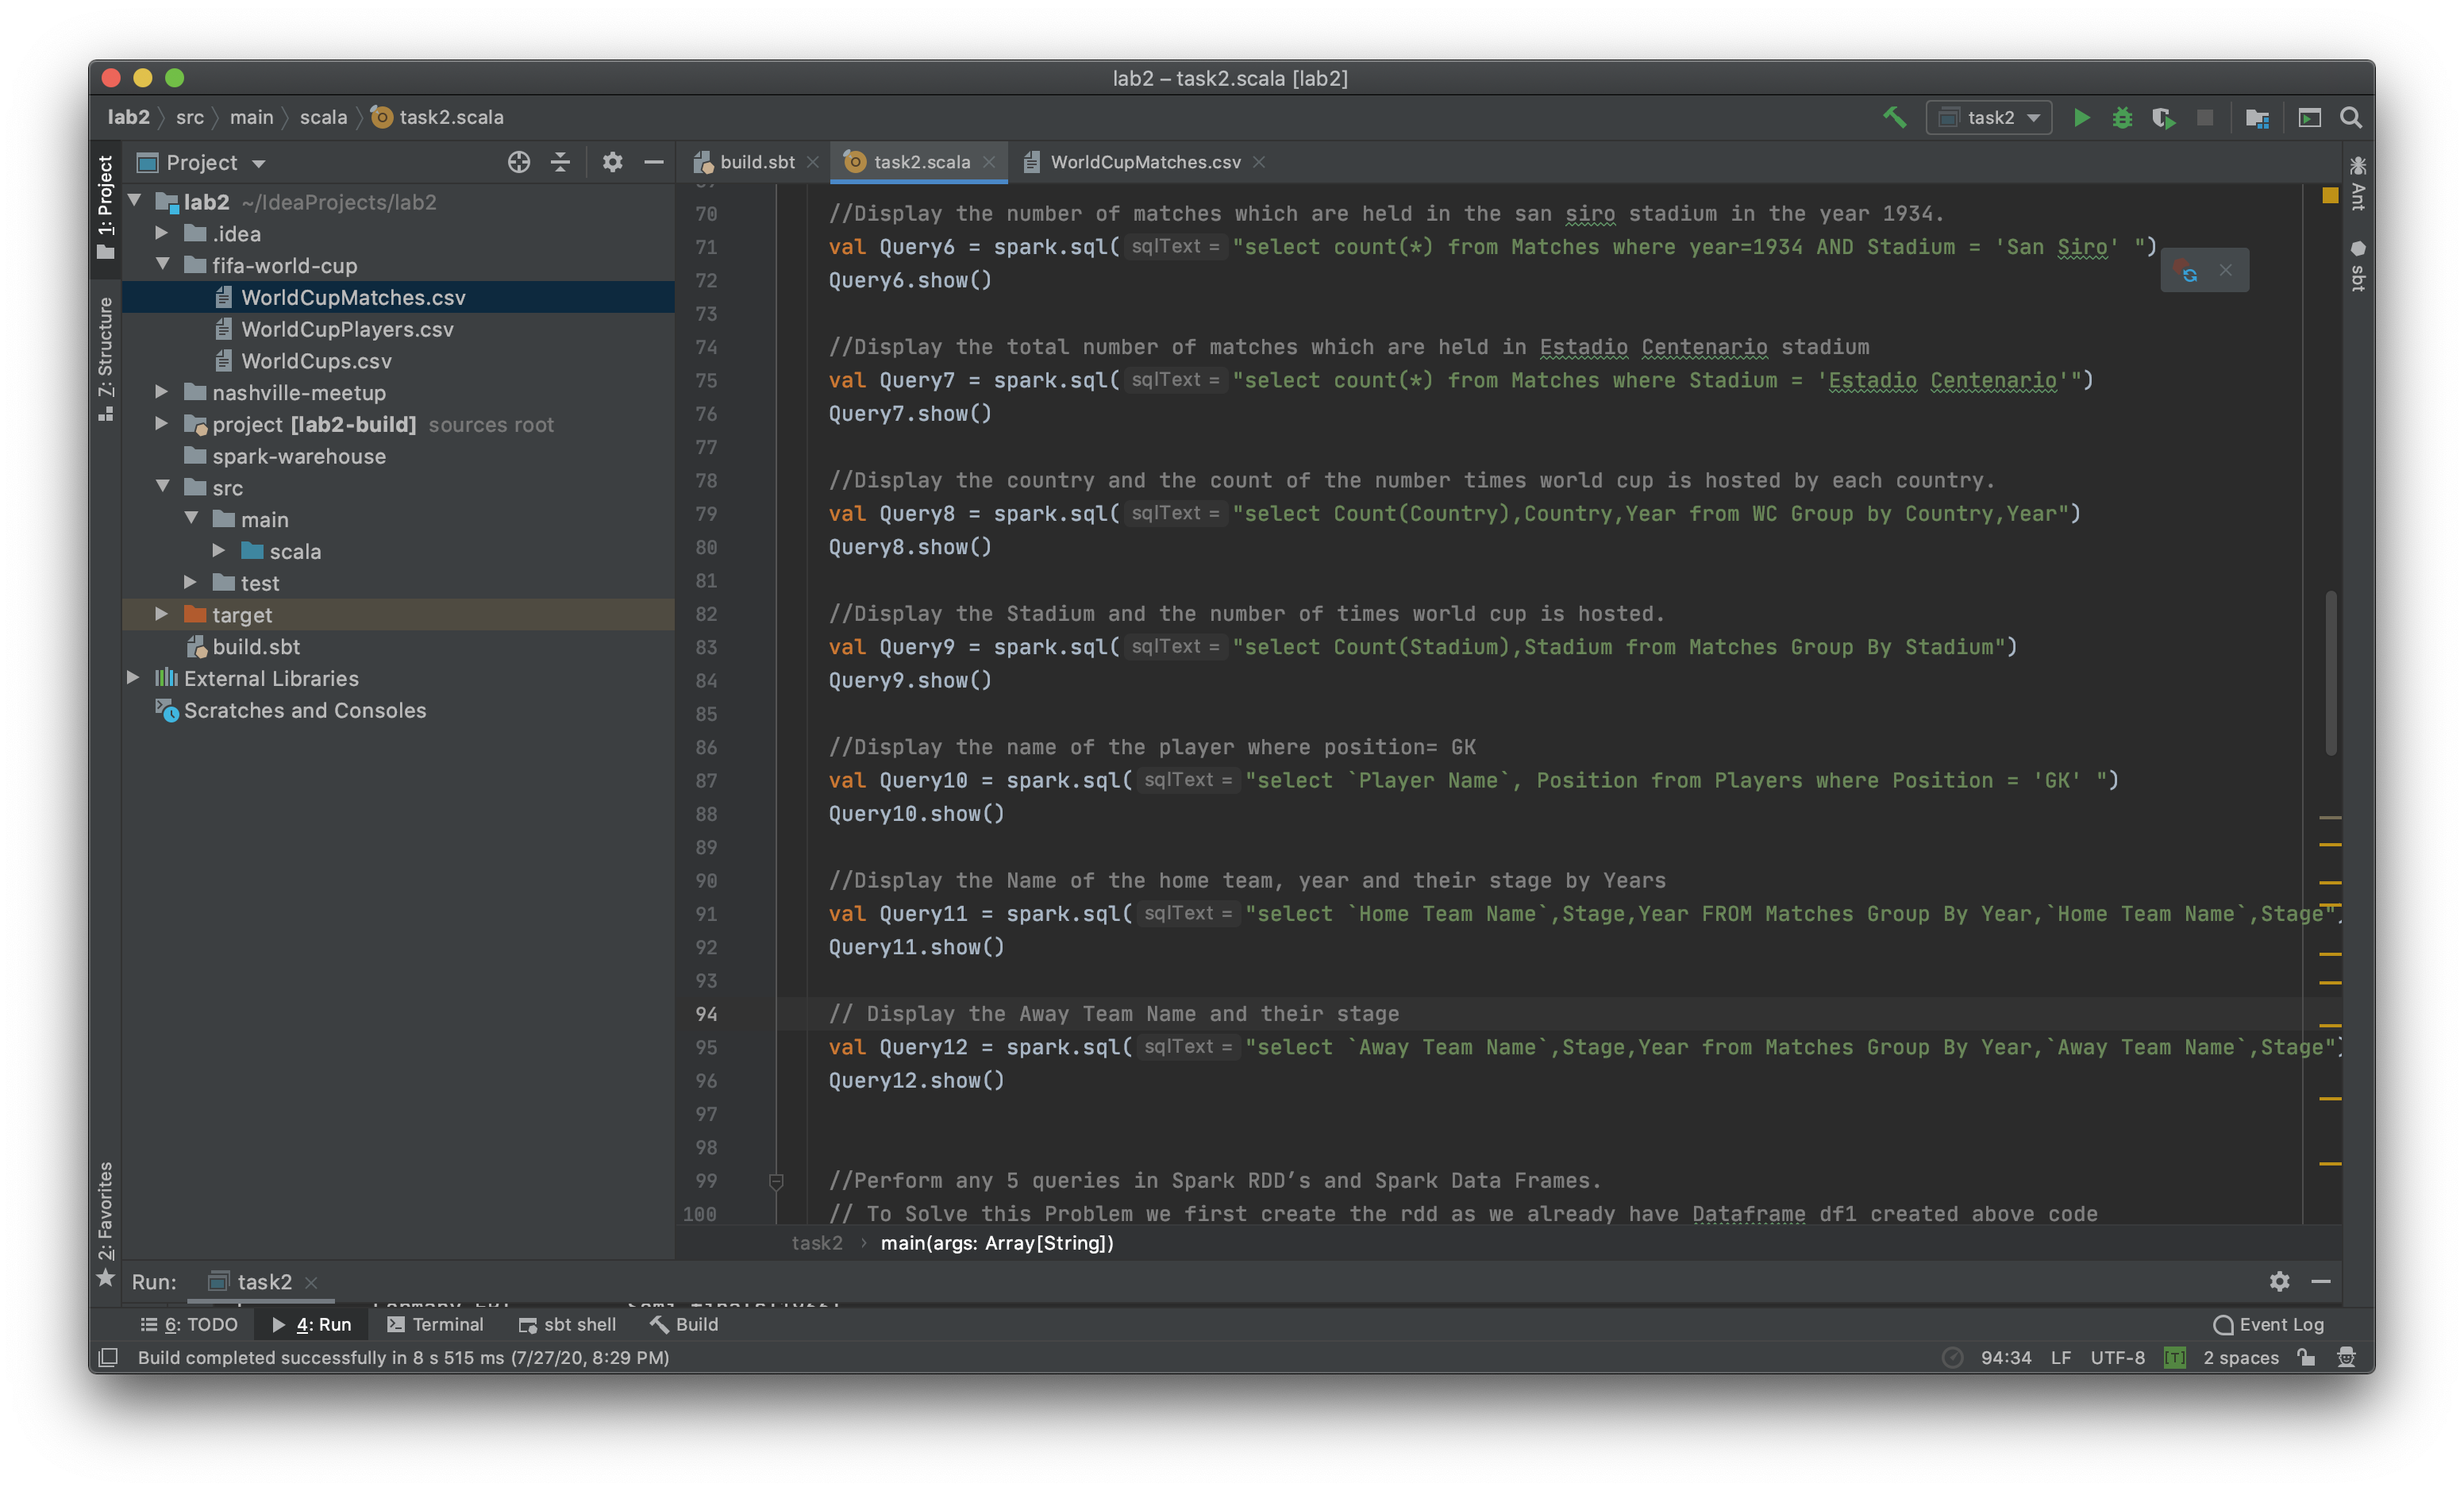 lab2 – task2.scala [lab2]
lab2 src main scala task2.scala
task2
Project
build.sbt task2.scala WorldCupMatches.csv
1: Project
7: Structure
2: Favorites
Ant
sbt
lab2 ~/IdeaProjects/lab2
.idea
fifa-world-cup
WorldCupMatches.csv
WorldCupPlayers.csv
WorldCups.csv
nashville-meetup
project [lab2-build] sources root
spark-warehouse
src
main
scala
test
target
build.sbt
External Libraries
Scratches and Consoles
70 //Display the number of matches which are held in the san siro stadium in the year 1934.
71 val Query6 = spark.sql( sqlText = "select count(*) from Matches where year=1934 AND Stadium = 'San Siro' ")
72 Query6.show()
73
74 //Display the total number of matches which are held in Estadio Centenario stadium
75 val Query7 = spark.sql( sqlText = "select count(*) from Matches where Stadium = 'Estadio Centenario'")
76 Query7.show()
77
78 //Display the country and the count of the number times world cup is hosted by each country.
79 val Query8 = spark.sql( sqlText = "select Count(Country),Country,Year from WC Group by Country,Year")
80 Query8.show()
81
82 //Display the Stadium and the number of times world cup is hosted.
83 val Query9 = spark.sql( sqlText = "select Count(Stadium),Stadium from Matches Group By Stadium")
84 Query9.show()
85
86 //Display the name of the player where position= GK
87 val Query10 = spark.sql( sqlText = "select `Player Name`, Position from Players where Position = 'GK' ")
88 Query10.show()
89
90 //Display the Name of the home team, year and their stage by Years
91 val Query11 = spark.sql( sqlText = "select `Home Team Name`,Stage,Year FROM Matches Group By Year,`Home Team Name`,Stage"
92 Query11.show()
93
94 // Display the Away Team Name and their stage
95 val Query12 = spark.sql( sqlText = "select `Away Team Name`,Stage,Year from Matches Group By Year,`Away Team Name`,Stage")
96 Query12.show()
97
98
99 //Perform any 5 queries in Spark RDD’s and Spark Data Frames.
100 // To Solve this Problem we first create the rdd as we already have Dataframe df1 created above code
task2 › main(args: Array[String])
Run: task2
6: TODO 4: Run Terminal sbt shell Build Event Log
Build completed successfully in 8 s 515 ms (7/27/20, 8:29 PM) 94:34 LF UTF-8 [T] 2 spaces